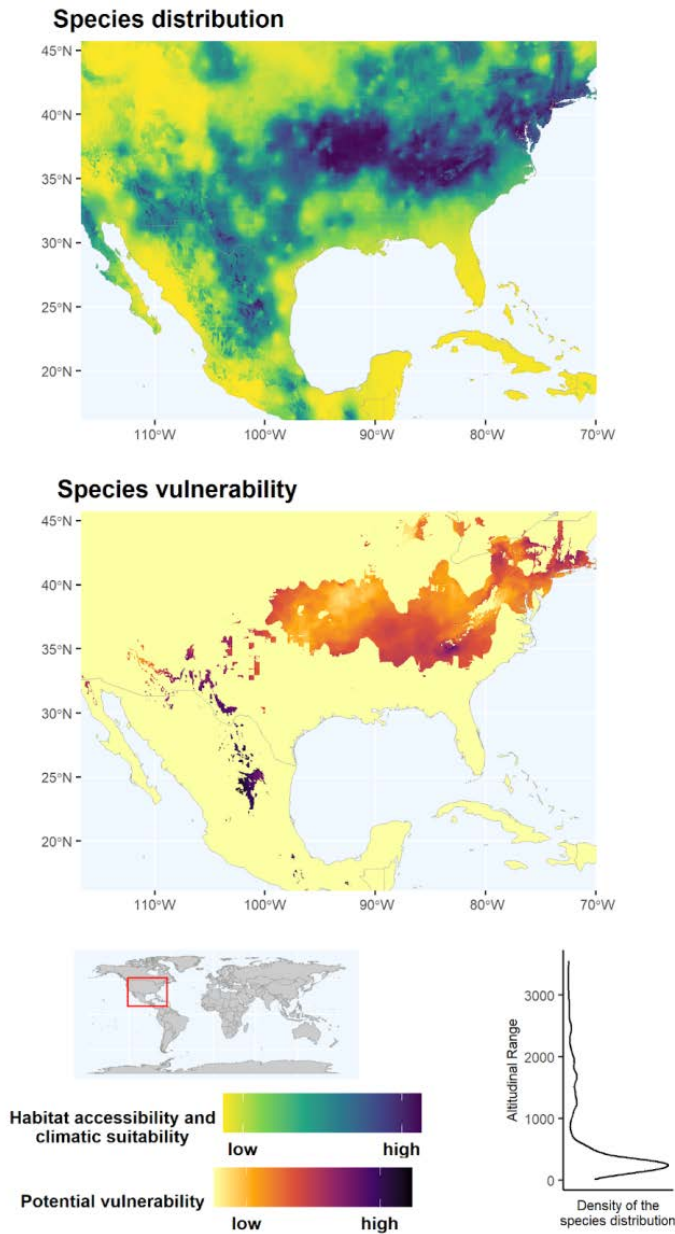 Species distribution
45°N
40°N
35°N
30°N
25°N
20°N
110°W 100°W 90°W 80°W 70°W
Species vulnerability
45°N
40°N
35°N
30°N
25°N
20°N
110°W 100°W 90°W 80°W 70°W
Habitat accessibility and
climatic suitability
low high
Potential vulnerability
low high
Altitudinal Range
3000
2000
1000
0
Density of the
species distribution